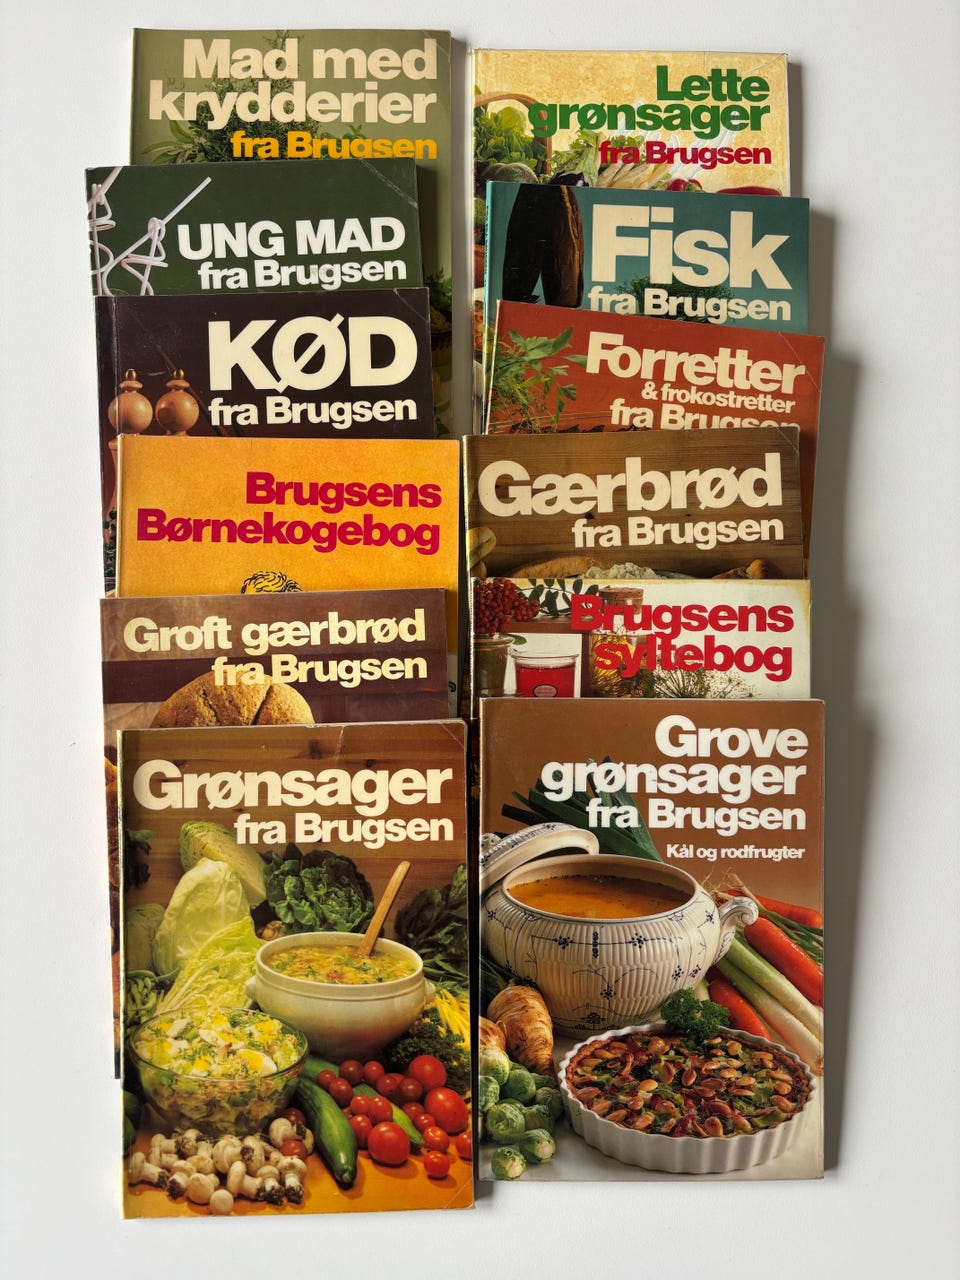 Mad med
krydderier
fra Brugsen
UNG MAD
fra Brugsen
KØD
fra Brugsen
Brugsens
Børnekogebog
Groft gærbrød
fra Brugsen
Grønsager
fra Brugsen
Lette
grønsager
fra Brugsen
Fisk
fra Brugsen
Forretter
& frokostretter
fra Brugsen
Gærbrød
fra Brugsen
Brugsens
syltebog
Grove
grønsager
fra Brugsen
Kål og rodfrugter